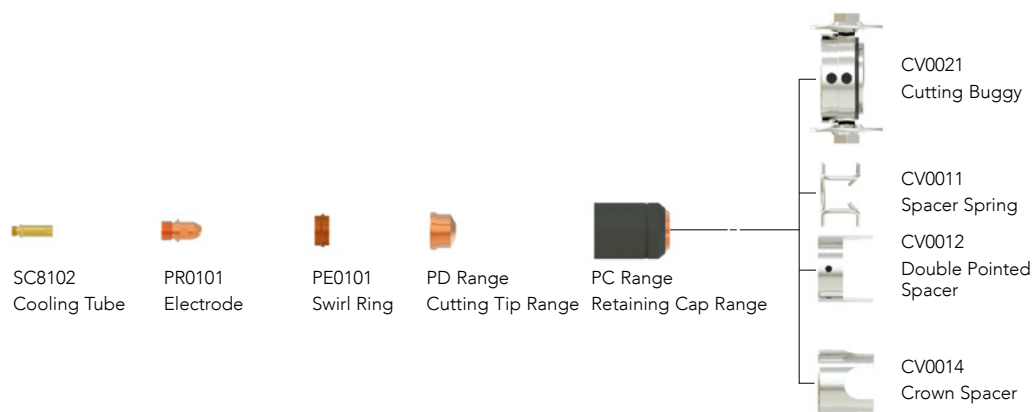 SC8102
Cooling Tube
PR0101
Electrode
PE0101
Swirl Ring
PD Range
Cutting Tip Range
PC Range
Retaining Cap Range
CV0021
Cutting Buggy
CV0011
Spacer Spring
CV0012
Double Pointed
Spacer
CV0014
Crown Spacer